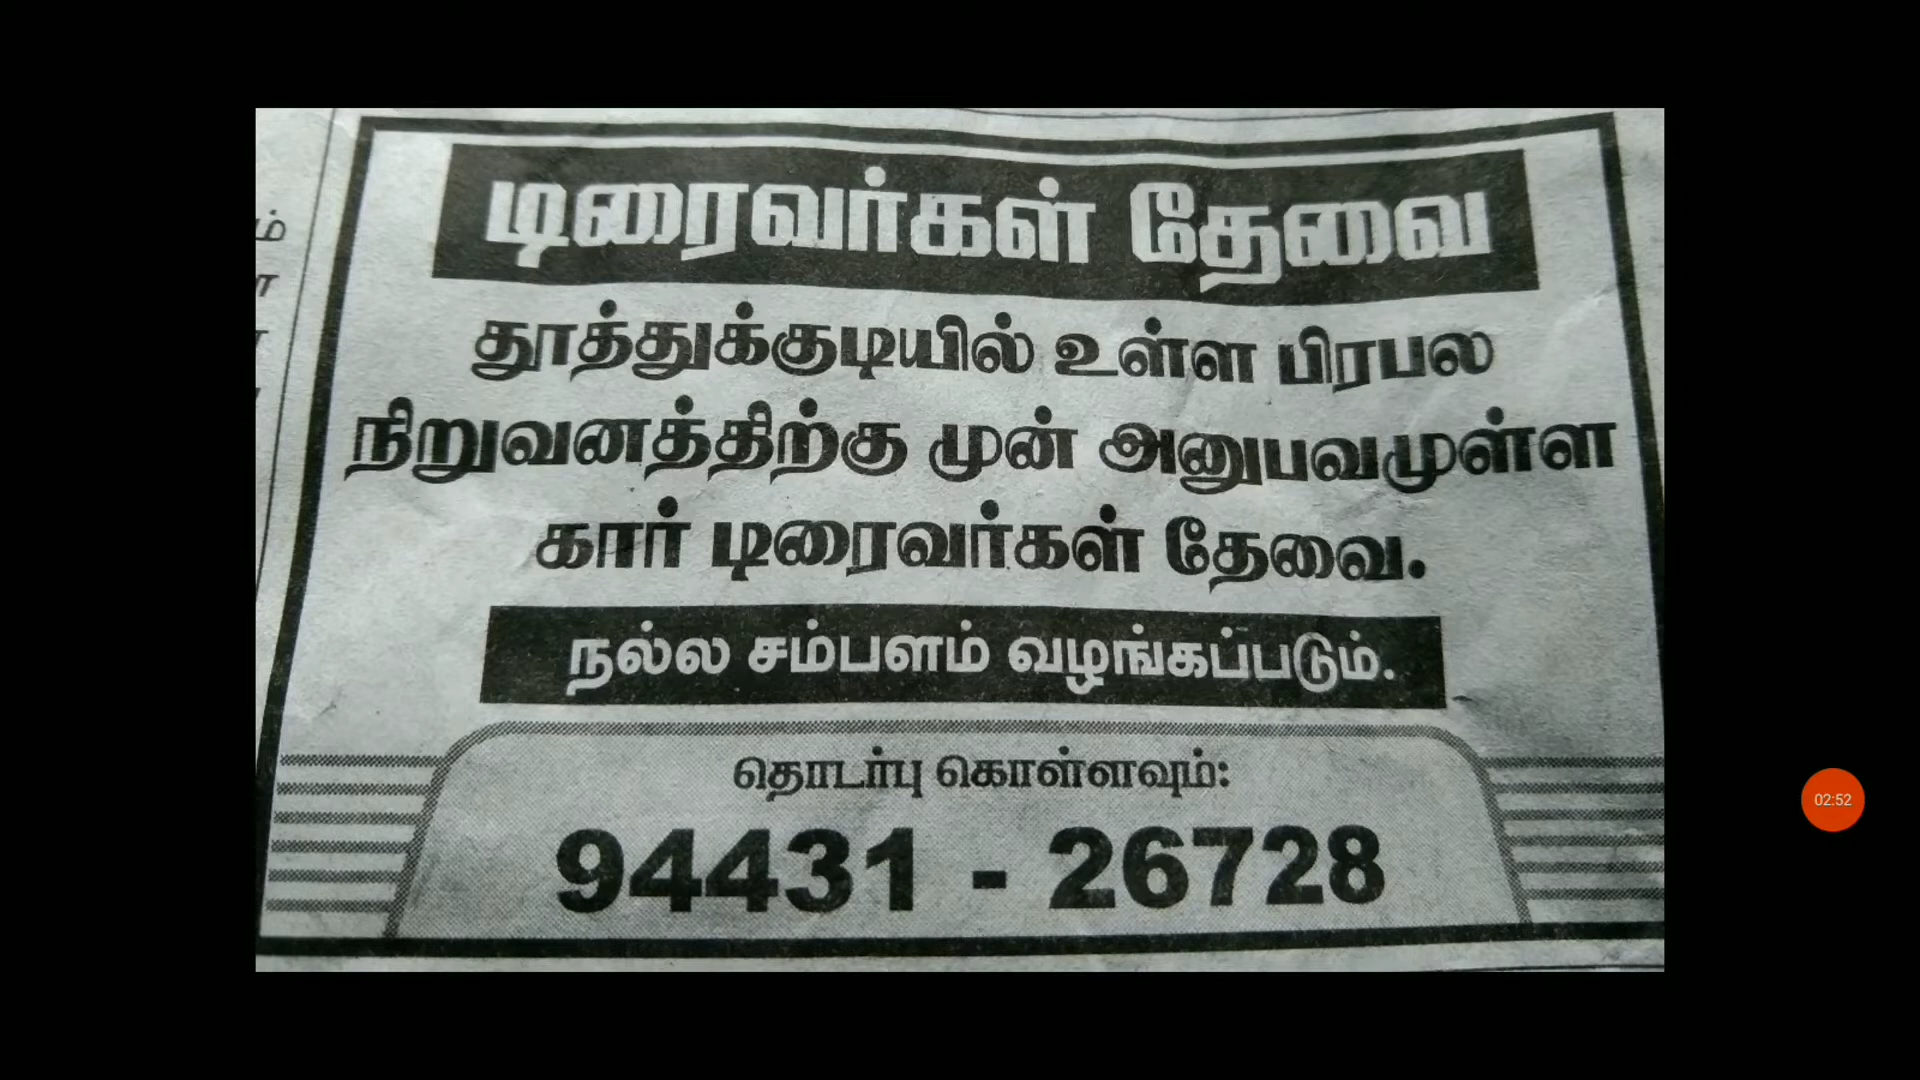 டிரைவர்கள் தேவை
தூத்துக்குடியில் உள்ள பிரபல
நிறுவனத்திற்கு முன் அனுபவமுள்ள
கார் டிரைவர்கள் தேவை.
நல்ல சம்பளம் வழங்கப்படும்.
தொடர்பு கொள்ளவும்:
94431 - 26728
02:52